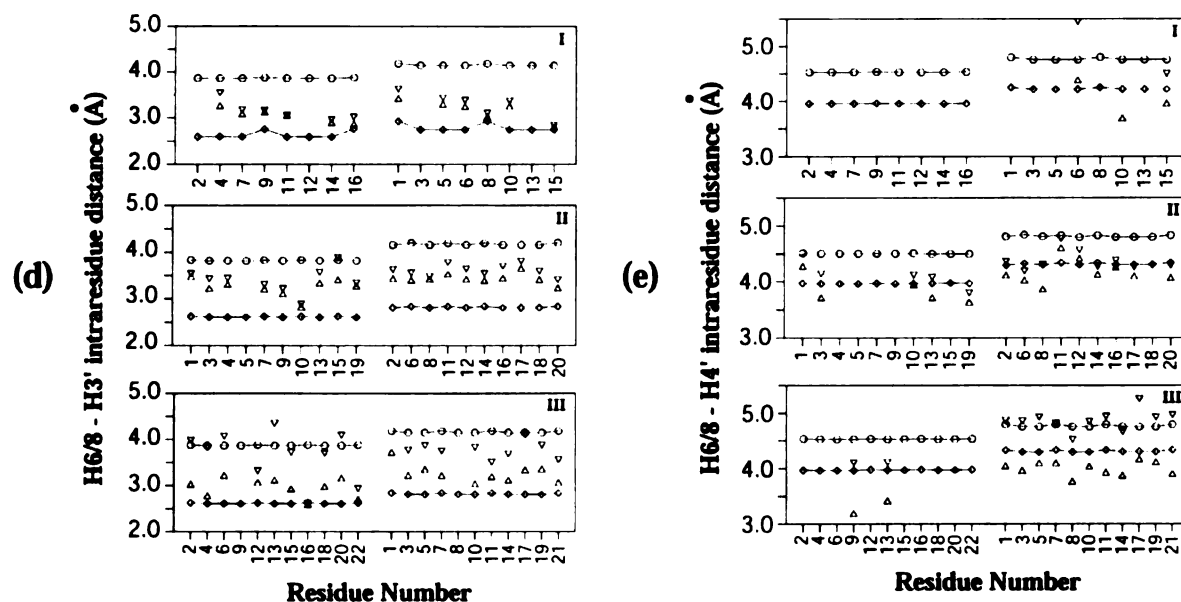 (d)
H6/8 - H3' intraresidue distance (Å)
5.0
4.0
3.0
2.0
I
2 4 7 9 11 12 14 16 1 3 5 6 8 10 13 15
5.0
4.0
3.0
2.0
II
1 3 4 7 9 10 13 15 19 2 6 8 11 12 14 16 17 18 20
5.0
4.0
3.0
2.0
III
2 4 6 9 12 13 15 16 18 20 22 1 3 5 7 8 10 11 14 17 19 21
Residue Number
(e)
H6/8 - H4' intraresidue distance (Å)
5.0
4.0
3.0
I
2 4 7 9 11 12 14 16 1 3 5 6 8 10 13 15
5.0
4.0
3.0
II
1 3 4 7 9 10 13 15 19 2 6 8 11 12 14 16 17 18 20
5.0
4.0
3.0
III
2 4 6 9 12 13 15 16 18 20 22 1 3 5 7 8 10 11 14 17 19 21
Residue Number